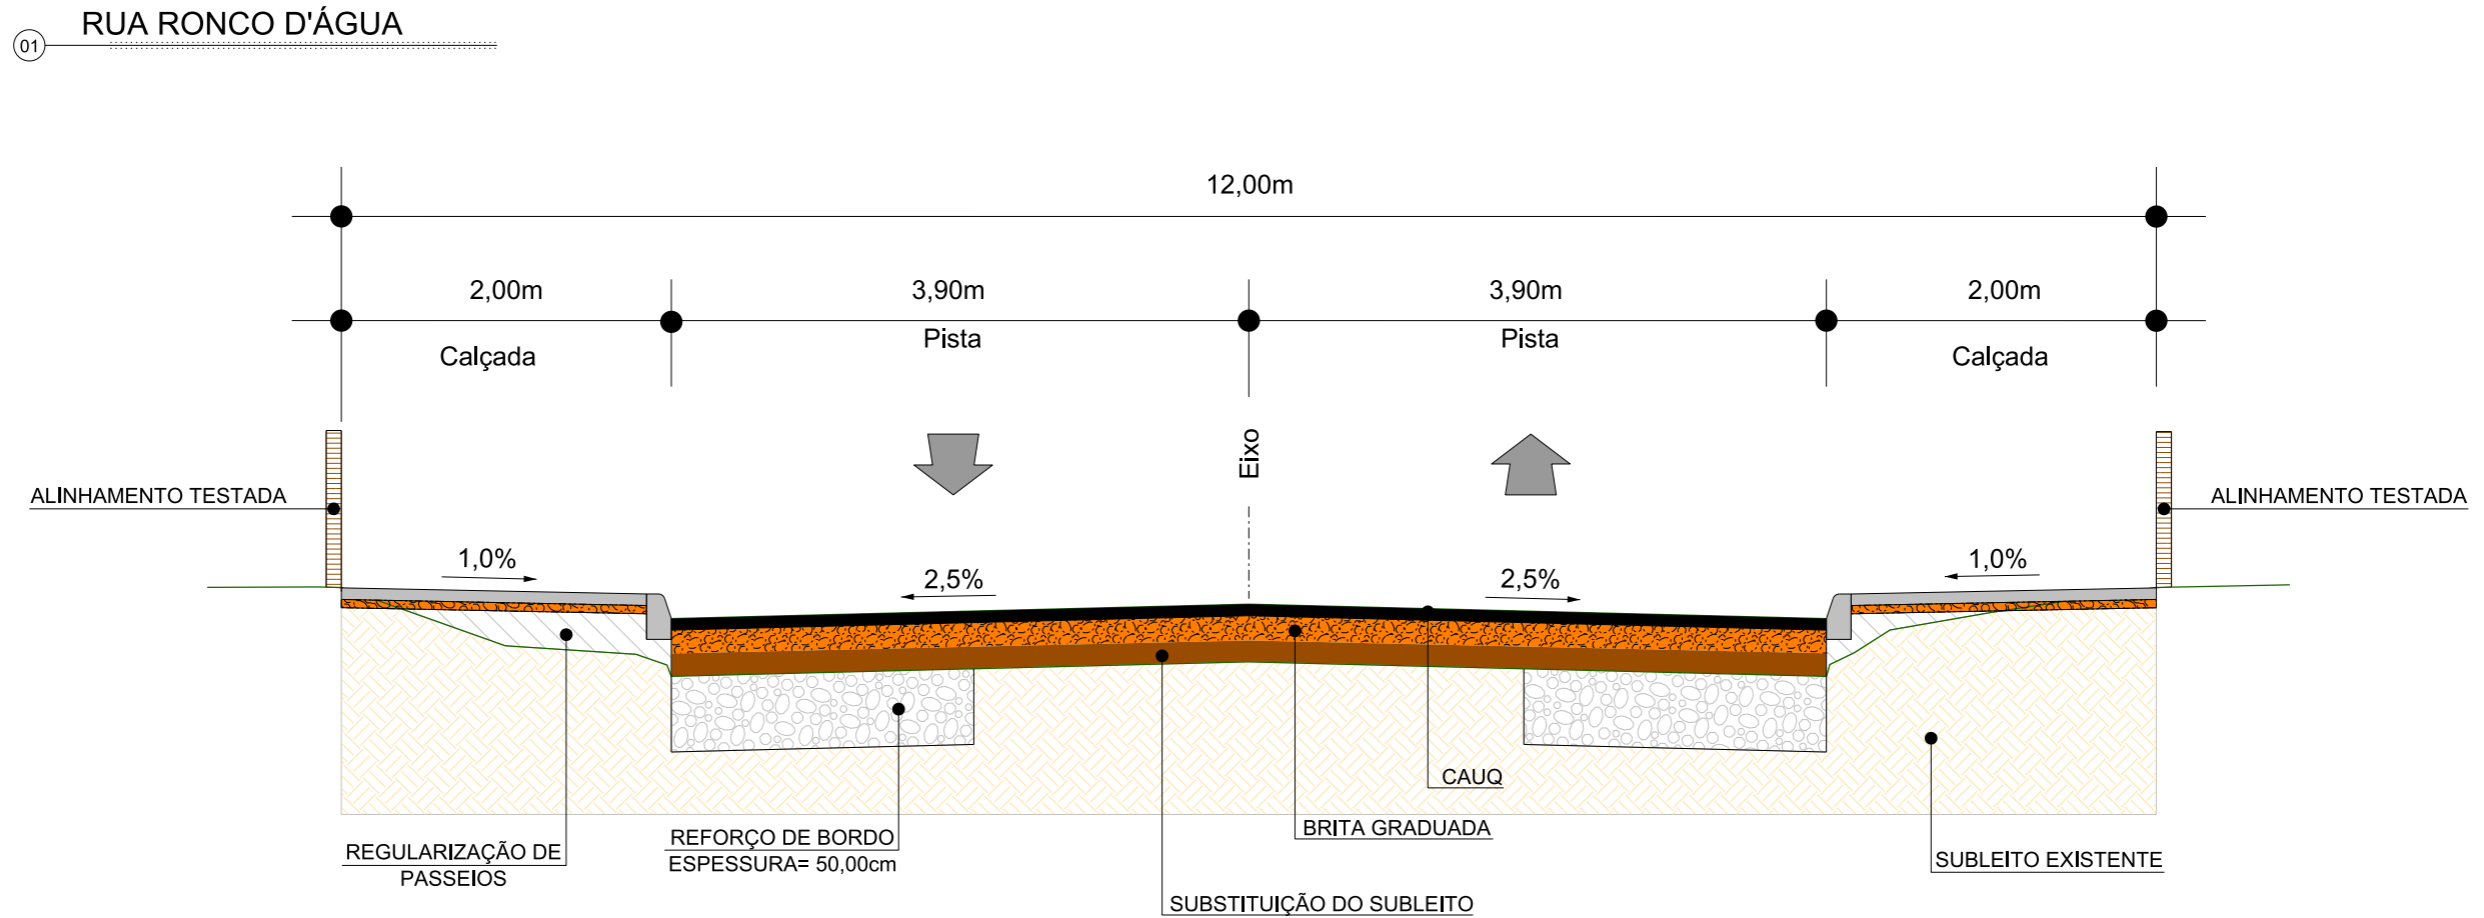 RUA RONCO D'ÁGUA
01
12,00m
2,00m
3,90m
3,90m
2,00m
Calçada
Pista
Pista
Calçada
Eixo
ALINHAMENTO TESTADA
ALINHAMENTO TESTADA
1,0%
2,5%
2,5%
1,0%
CAUQ
BRITA GRADUADA
REFORÇO DE BORDO
ESPESSURA= 50,00cm
REGULARIZAÇÃO DE
PASSEIOS
SUBLEITO EXISTENTE
SUBSTITUIÇÃO DO SUBLEITO